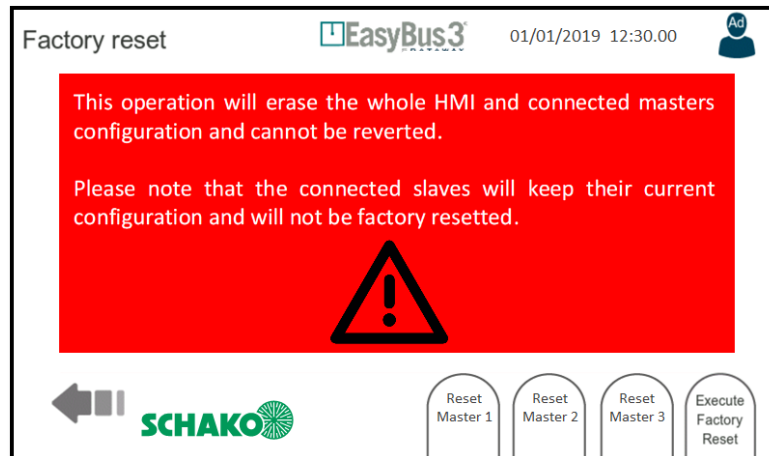 Factory reset
EasyBus3
BY DATAWAY
01/01/2019 12:30.00
Ad
This operation will erase the whole HMI and connected masters
configuration and cannot be reverted.
Please note that the connected slaves will keep their current
configuration and will not be factory resetted.
SCHAKO
Reset
Master 1
Reset
Master 2
Reset
Master 3
Execute
Factory
Reset